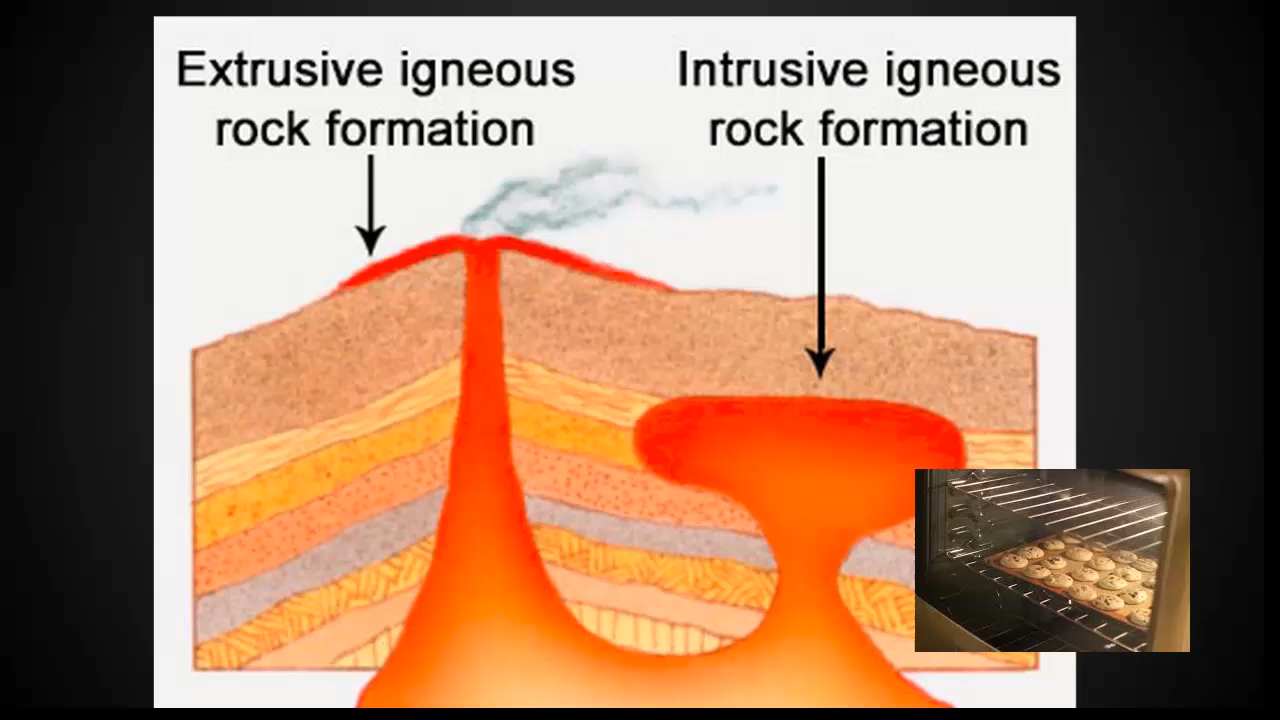 Extrusive igneous
rock formation
Intrusive igneous
rock formation